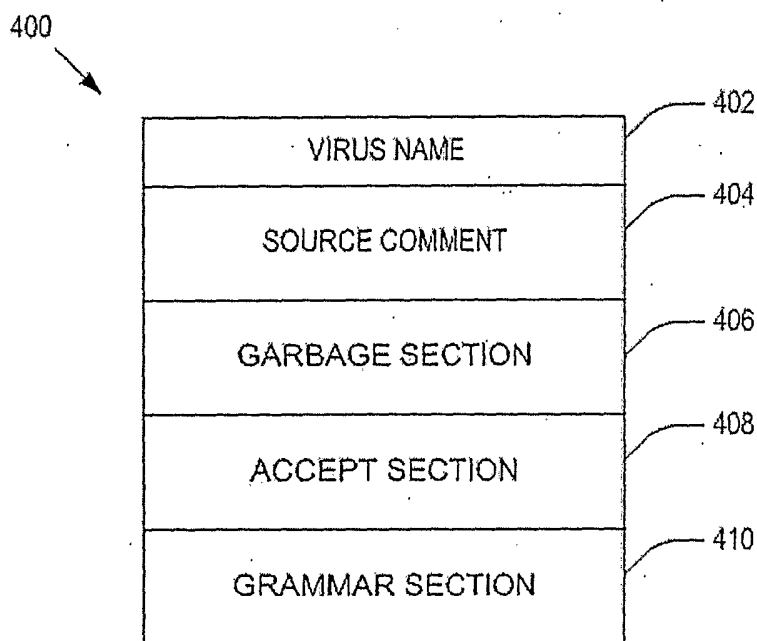 400
402
VIRUS NAME
404
SOURCE COMMENT
406
GARBAGE SECTION
408
ACCEPT SECTION
410
GRAMMAR SECTION